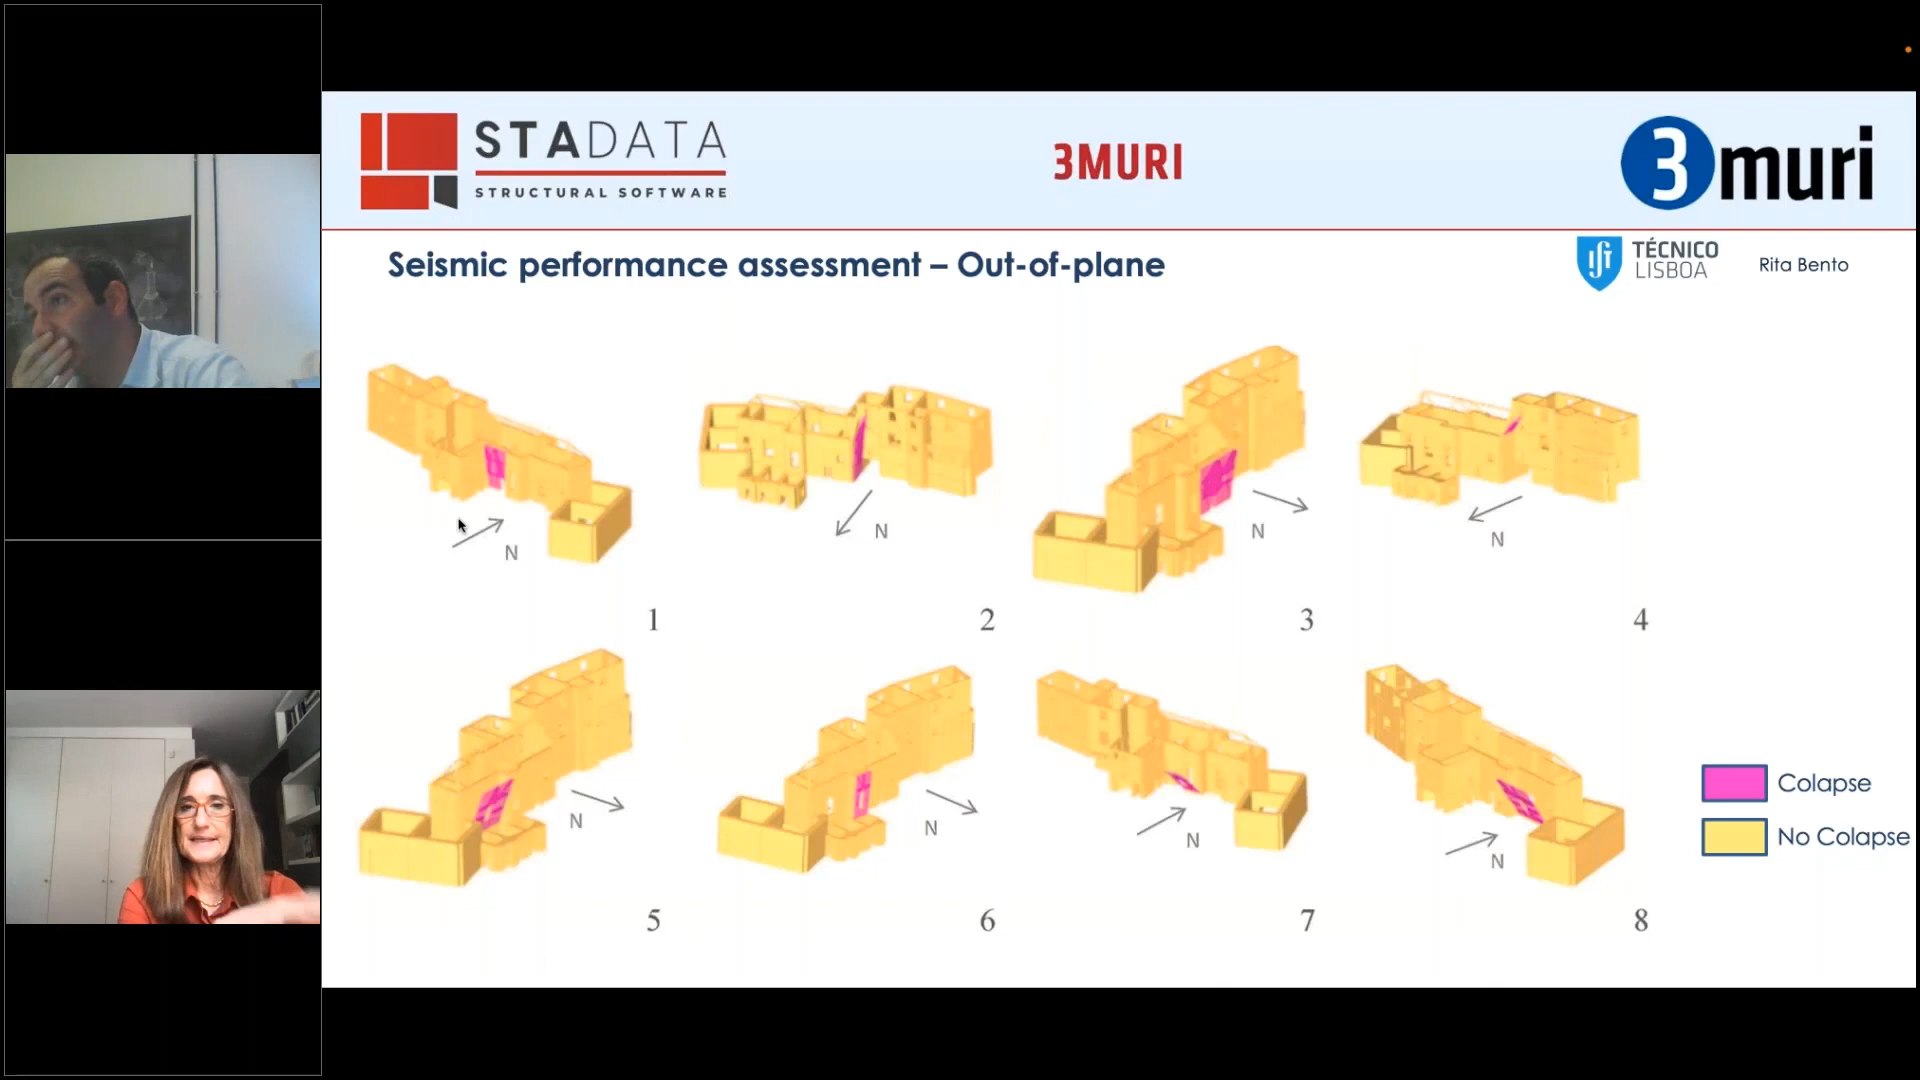 STADATA
STRUCTURAL SOFTWARE
3MURI
3muri
Seismic performance assessment – Out-of-plane
TÉCNICO
LISBOA
Rita Bento
N
N
N
N
1
2
3
4
N
N
N
N
Colapse
No Colapse
5
6
7
8